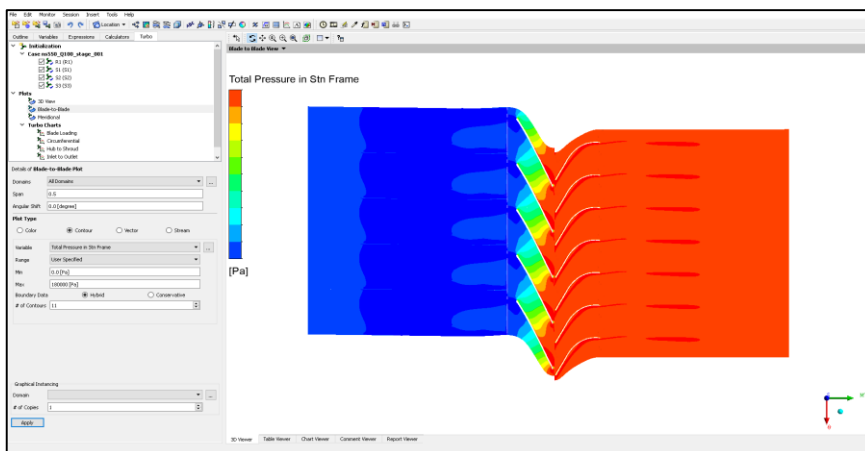 File Edit Monitor Session Insert Tools Help
Location
Outline Variables Expressions Calculators Turbo
Initialization
Case ns550_Q100_stage_001
R1 (R1)
S1 (S1)
S2 (S2)
S3 (S3)
Plots
3D View
Blade-to-Blade
Meridional
Turbo Charts
Blade Loading
Circumferential
Hub to Shroud
Inlet to Outlet
Details of Blade-to-Blade Plot
Domains All Domains ...
Span 0.5
Angular Shift 0.0 [degree]
Plot Type
Color Contour Vector Stream
Variable Total Pressure in Stn Frame ...
Range User Specified
Min 0.0 [Pa]
Max 180000 [Pa]
Boundary Data Hybrid Conservative
# of Contours 11
Graphical Instancing
Domain ...
# of Copies 1
Apply
Blade to Blade View
Total Pressure in Stn Frame
[Pa]
3D Viewer Table Viewer Chart Viewer Comment Viewer Report Viewer